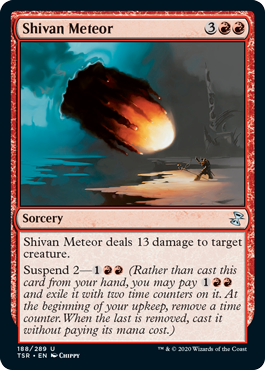 Shivan Meteor 3
Sorcery
Shivan Meteor deals 13 damage to target
creature.
Suspend 2—1 (Rather than cast this
card from your hand, you may pay 1
and exile it with two time counters on it. At
the beginning of your upkeep, remove a time
counter. When the last is removed, cast it
without paying its mana cost.)
188/289 U
TSR • EN CHIPPY ™ & © 2020 Wizards of the Coast